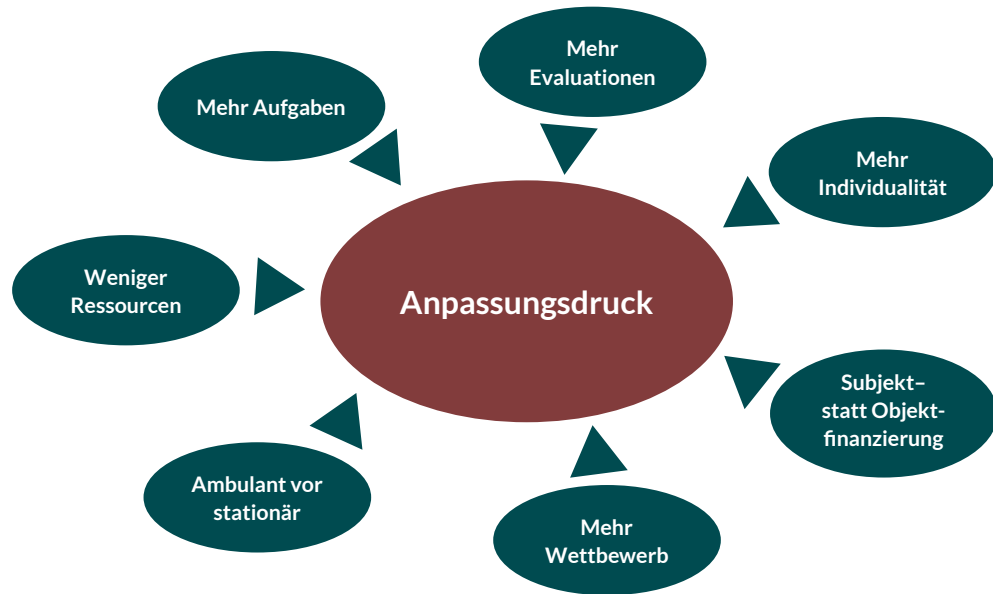 Mehr
Evaluationen
Mehr Aufgaben
Mehr
Individualität
Weniger
Ressourcen
Anpassungsdruck
Subjekt–
statt Objekt-
finanzierung
Ambulant vor
stationär
Mehr
Wettbewerb